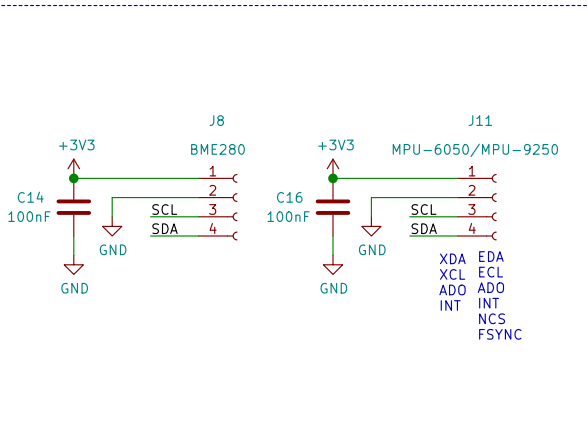 J8
BME280
+3V3
1
2
SCL 3
SDA 4
C14
100nF
GND
GND
J11
MPU-6050/MPU-9250
+3V3
1
2
SCL 3
SDA 4
C16
100nF
GND
GND
XDA
XCL
ADO
INT
EDA
ECL
ADO
INT
NCS
FSYNC